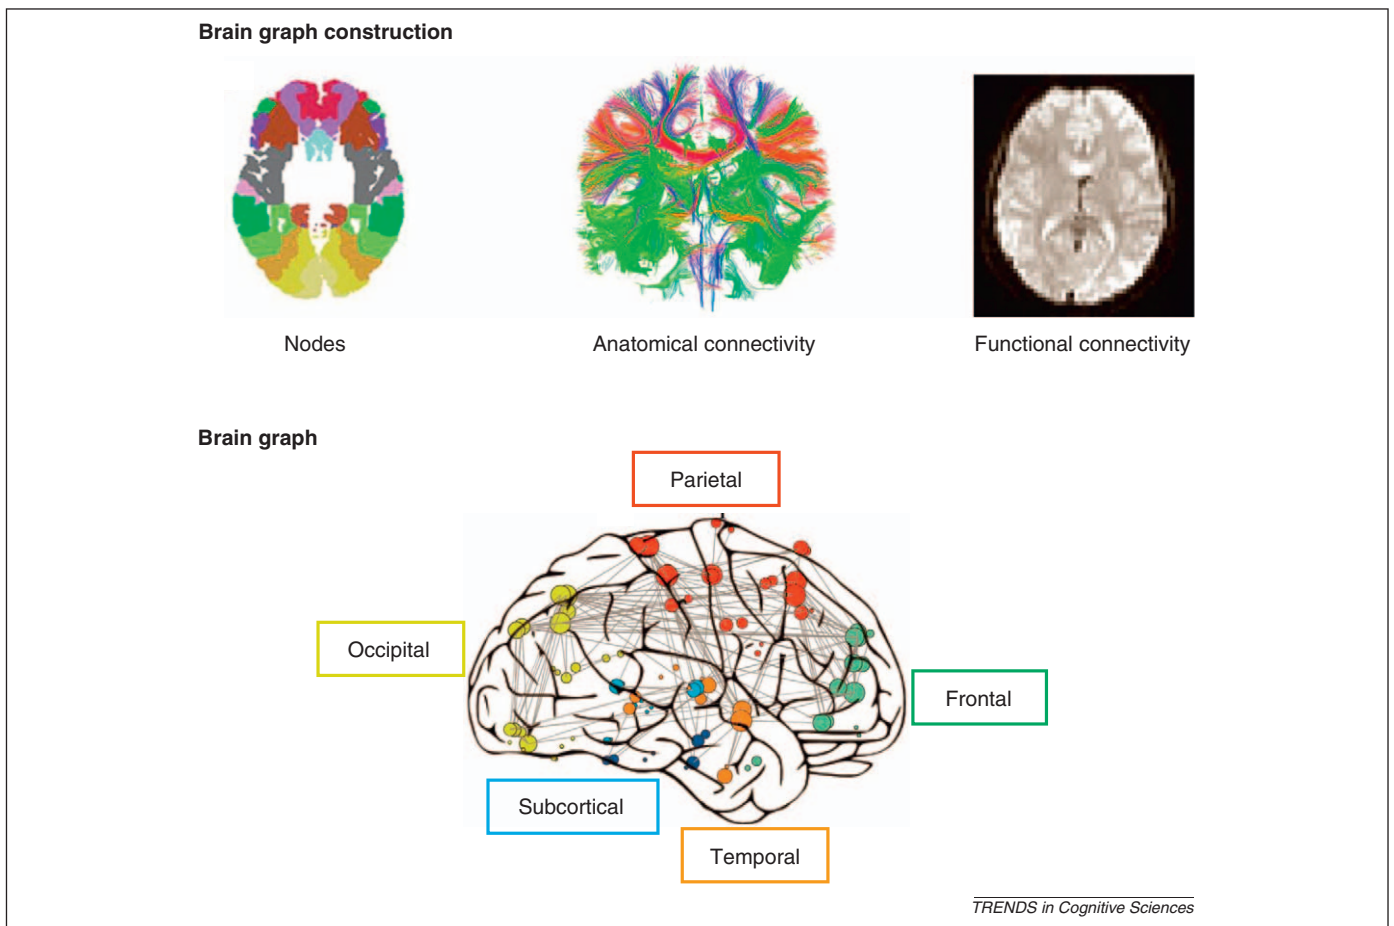 Brain graph construction
Nodes
Anatomical connectivity
Functional connectivity
Brain graph
Parietal
Occipital
Frontal
Subcortical
Temporal
TRENDS in Cognitive Sciences